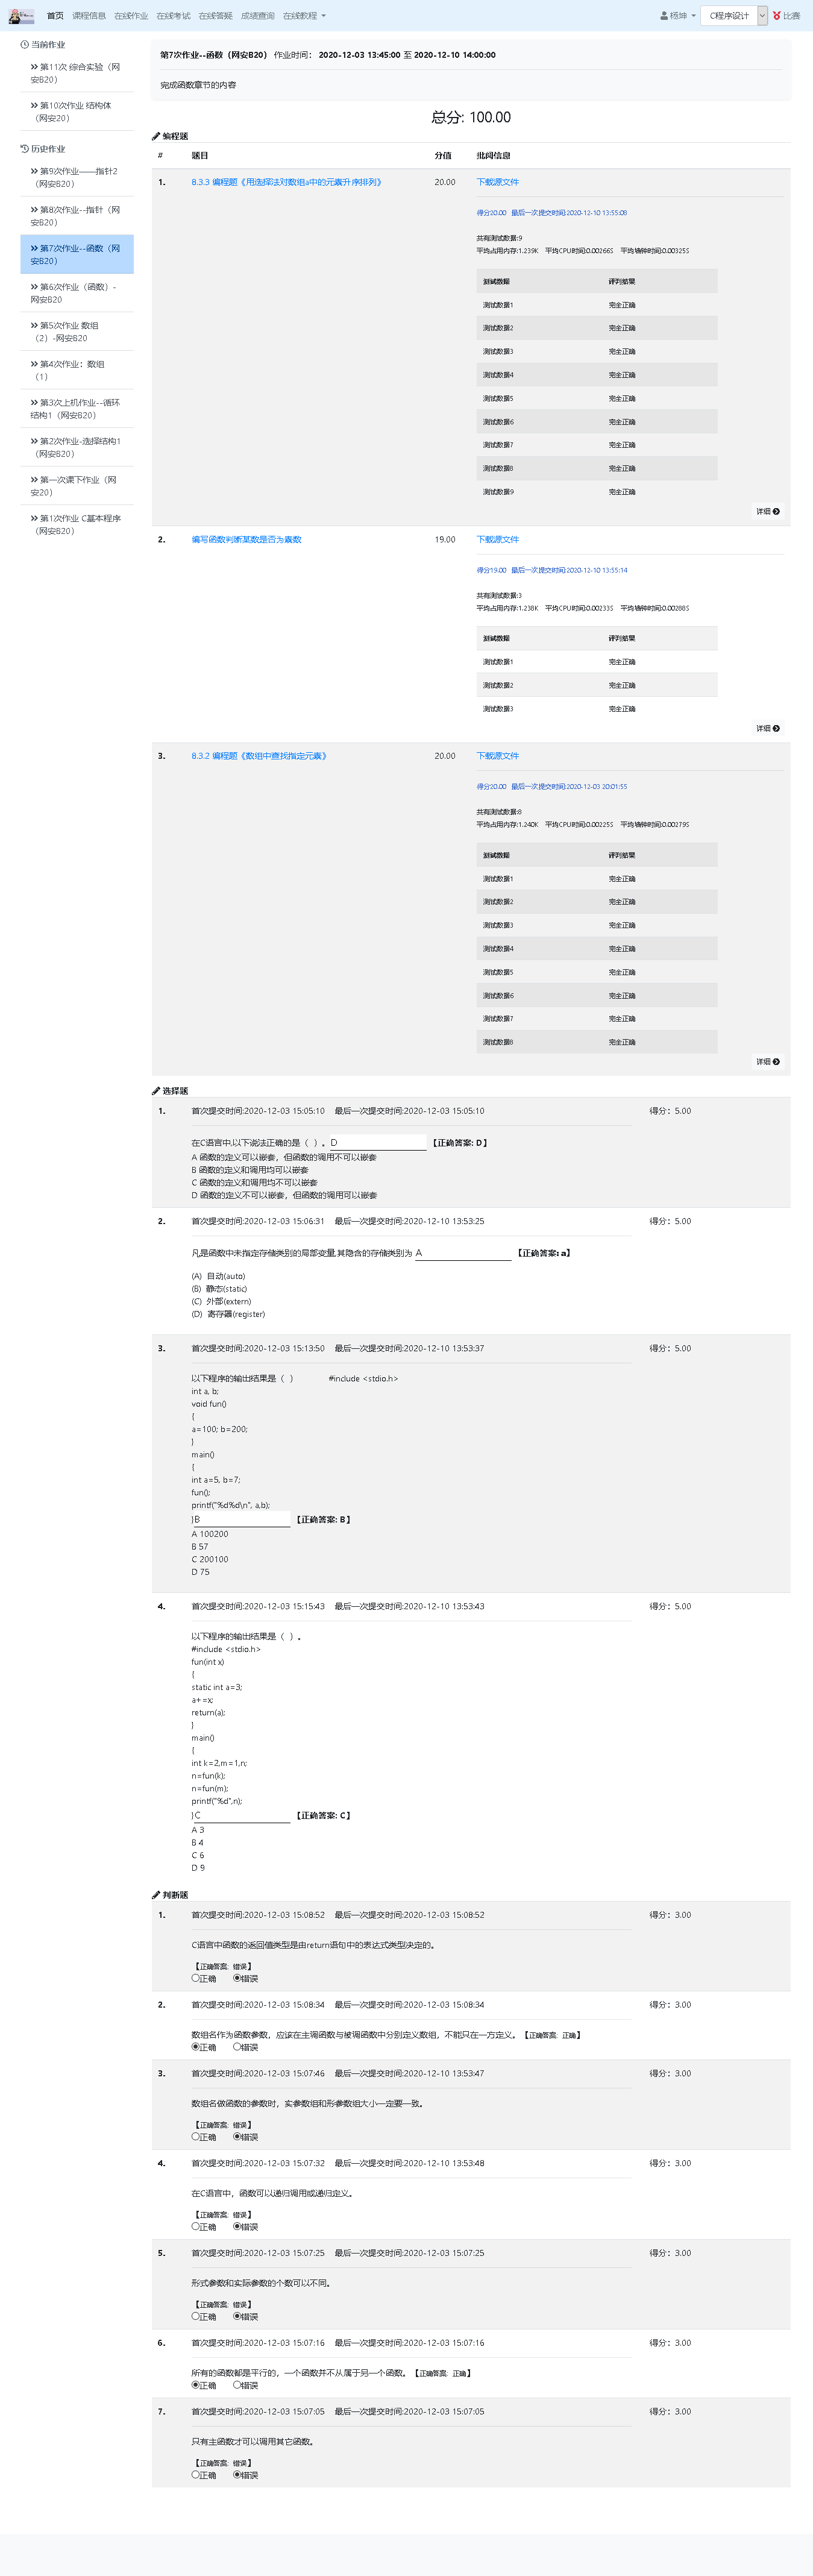 首页 课程信息 在线作业 在线考试 在线答疑 成绩查询 在线教程 杨坤 C程序设计 比赛
当前作业
第11次 综合实验（网安B20）
第10次作业 结构体（网安20）
历史作业
第9次作业——指针2（网安B20）
第8次作业--指针（网安B20）
第7次作业--函数（网安B20）
第6次作业（函数）-网安B20
第5次作业 数组（2）-网安B20
第4次作业：数组（1）
第3次上机作业--循环结构1（网安B20）
第2次作业-选择结构1（网安B20）
第一次课下作业（网安20）
第1次作业 C基本程序（网安B20）
第7次作业--函数（网安B20） 作业时间： 2020-12-03 13:45:00 至 2020-12-10 14:00:00
完成函数章节的内容
总分: 100.00
编程题
# 题目 分值 批阅信息
1. 8.3.3 编程题《用选择法对数组a中的元素升序排列》 20.00 下载源文件
得分20.00 最后一次提交时间:2020-12-10 13:55:08
共有测试数据:9
平均占用内存:1.239K 平均CPU时间:0.00266S 平均墙钟时间:0.00325S
测试数据 评判结果
测试数据1 完全正确
测试数据2 完全正确
测试数据3 完全正确
测试数据4 完全正确
测试数据5 完全正确
测试数据6 完全正确
测试数据7 完全正确
测试数据8 完全正确
测试数据9 完全正确
详细
2. 编写函数判断某数是否为素数 19.00 下载源文件
得分19.00 最后一次提交时间:2020-12-10 13:55:14
共有测试数据:3
平均占用内存:1.238K 平均CPU时间:0.00233S 平均墙钟时间:0.00288S
测试数据 评判结果
测试数据1 完全正确
测试数据2 完全正确
测试数据3 完全正确
详细
3. 8.3.2 编程题《数组中查找指定元素》 20.00 下载源文件
得分20.00 最后一次提交时间:2020-12-03 20:01:55
共有测试数据:8
平均占用内存:1.240K 平均CPU时间:0.00225S 平均墙钟时间:0.00279S
测试数据 评判结果
测试数据1 完全正确
测试数据2 完全正确
测试数据3 完全正确
测试数据4 完全正确
测试数据5 完全正确
测试数据6 完全正确
测试数据7 完全正确
测试数据8 完全正确
详细
选择题
1. 首次提交时间:2020-12-03 15:05:10 最后一次提交时间:2020-12-03 15:05:10 得分：5.00
在C语言中,以下说法正确的是（ ）。D 【正确答案: D】
A 函数的定义可以嵌套，但函数的调用不可以嵌套
B 函数的定义和调用均可以嵌套
C 函数的定义和调用均不可以嵌套
D 函数的定义不可以嵌套，但函数的调用可以嵌套
2. 首次提交时间:2020-12-03 15:06:31 最后一次提交时间:2020-12-10 13:53:25 得分：5.00
凡是函数中未指定存储类别的局部变量,其隐含的存储类别为 A 【正确答案: a】
(A) 自动(auto)
(B) 静态(static)
(C) 外部(extern)
(D) 寄存器(register)
3. 首次提交时间:2020-12-03 15:13:50 最后一次提交时间:2020-12-10 13:53:37 得分：5.00
以下程序的输出结果是（ ） #include <stdio.h>
int a, b;
void fun()
{
a=100; b=200;
}
main()
{
int a=5, b=7;
fun();
printf("%d%d\n", a,b);
}B 【正确答案: B】
A 100200
B 57
C 200100
D 75
4. 首次提交时间:2020-12-03 15:15:43 最后一次提交时间:2020-12-10 13:53:43 得分：5.00
以下程序的输出结果是（ ）。
#include <stdio.h>
fun(int x)
{
static int a=3;
a+=x;
return(a);
}
main()
{
int k=2,m=1,n;
n=fun(k);
n=fun(m);
printf("%d",n);
}C 【正确答案: C】
A 3
B 4
C 6
D 9
判断题
1. 首次提交时间:2020-12-03 15:08:52 最后一次提交时间:2020-12-03 15:08:52 得分：3.00
C语言中函数的返回值类型是由return语句中的表达式类型决定的。
【正确答案: 错误】
正确 错误
2. 首次提交时间:2020-12-03 15:08:34 最后一次提交时间:2020-12-03 15:08:34 得分：3.00
数组名作为函数参数，应该在主调函数与被调函数中分别定义数组，不能只在一方定义。【正确答案: 正确】
正确 错误
3. 首次提交时间:2020-12-03 15:07:46 最后一次提交时间:2020-12-10 13:53:47 得分：3.00
数组名做函数的参数时，实参数组和形参数组大小一定要一致。
【正确答案: 错误】
正确 错误
4. 首次提交时间:2020-12-03 15:07:32 最后一次提交时间:2020-12-10 13:53:48 得分：3.00
在C语言中，函数可以递归调用或递归定义。
【正确答案: 错误】
正确 错误
5. 首次提交时间:2020-12-03 15:07:25 最后一次提交时间:2020-12-03 15:07:25 得分：3.00
形式参数和实际参数的个数可以不同。
【正确答案: 错误】
正确 错误
6. 首次提交时间:2020-12-03 15:07:16 最后一次提交时间:2020-12-03 15:07:16 得分：3.00
所有的函数都是平行的，一个函数并不从属于另一个函数。【正确答案: 正确】
正确 错误
7. 首次提交时间:2020-12-03 15:07:05 最后一次提交时间:2020-12-03 15:07:05 得分：3.00
只有主函数才可以调用其它函数。
【正确答案: 错误】
正确 错误